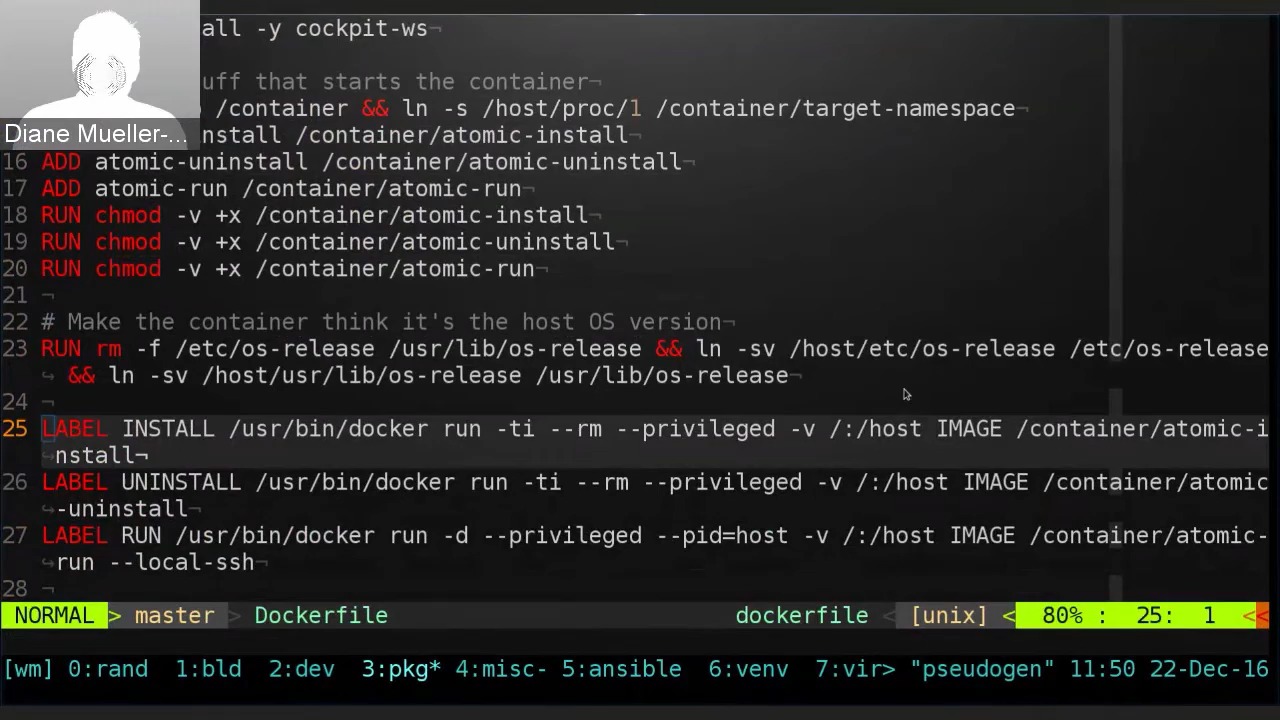 all -y cockpit-ws¬
uff that starts the container¬
/container && ln -s /host/proc/1 /container/target-namespace¬
Diane Mueller-...
nstall /container/atomic-install¬
16 ADD atomic-uninstall /container/atomic-uninstall¬
17 ADD atomic-run /container/atomic-run¬
18 RUN chmod -v +x /container/atomic-install¬
19 RUN chmod -v +x /container/atomic-uninstall¬
20 RUN chmod -v +x /container/atomic-run¬
21 ¬
22 # Make the container think it's the host OS version¬
23 RUN rm -f /etc/os-release /usr/lib/os-release && ln -sv /host/etc/os-release /etc/os-release
↪ && ln -sv /host/usr/lib/os-release /usr/lib/os-release¬
24 ¬
25 LABEL INSTALL /usr/bin/docker run -ti --rm --privileged -v /:/host IMAGE /container/atomic-i
↪nstall¬
26 LABEL UNINSTALL /usr/bin/docker run -ti --rm --privileged -v /:/host IMAGE /container/atomic
↪-uninstall¬
27 LABEL RUN /usr/bin/docker run -d --privileged --pid=host -v /:/host IMAGE /container/atomic-
↪run --local-ssh¬
28 ¬
NORMAL > master > Dockerfile dockerfile < [unix] < 80% : 25: 1 <<
[wm] 0:rand 1:bld 2:dev 3:pkg* 4:misc- 5:ansible 6:venv 7:vir> "pseudogen" 11:50 22-Dec-16